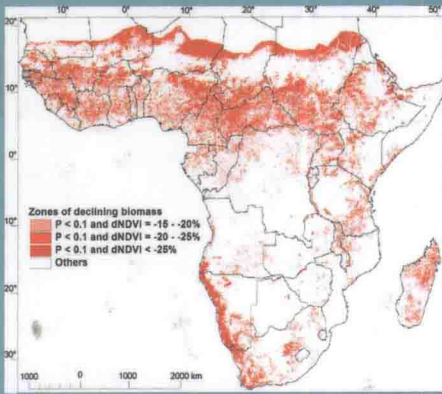 20° 10° 0° 10° 20° 30° 40° 50°
20°
10°
0°
10°
20°
30°
Zones of declining biomass
P < 0.1 and dNDVI = -15 - -20%
P < 0.1 and dNDVI = -20 - -25%
P < 0.1 and dNDVI < -25%
Others
1000 0 1000 2000 km